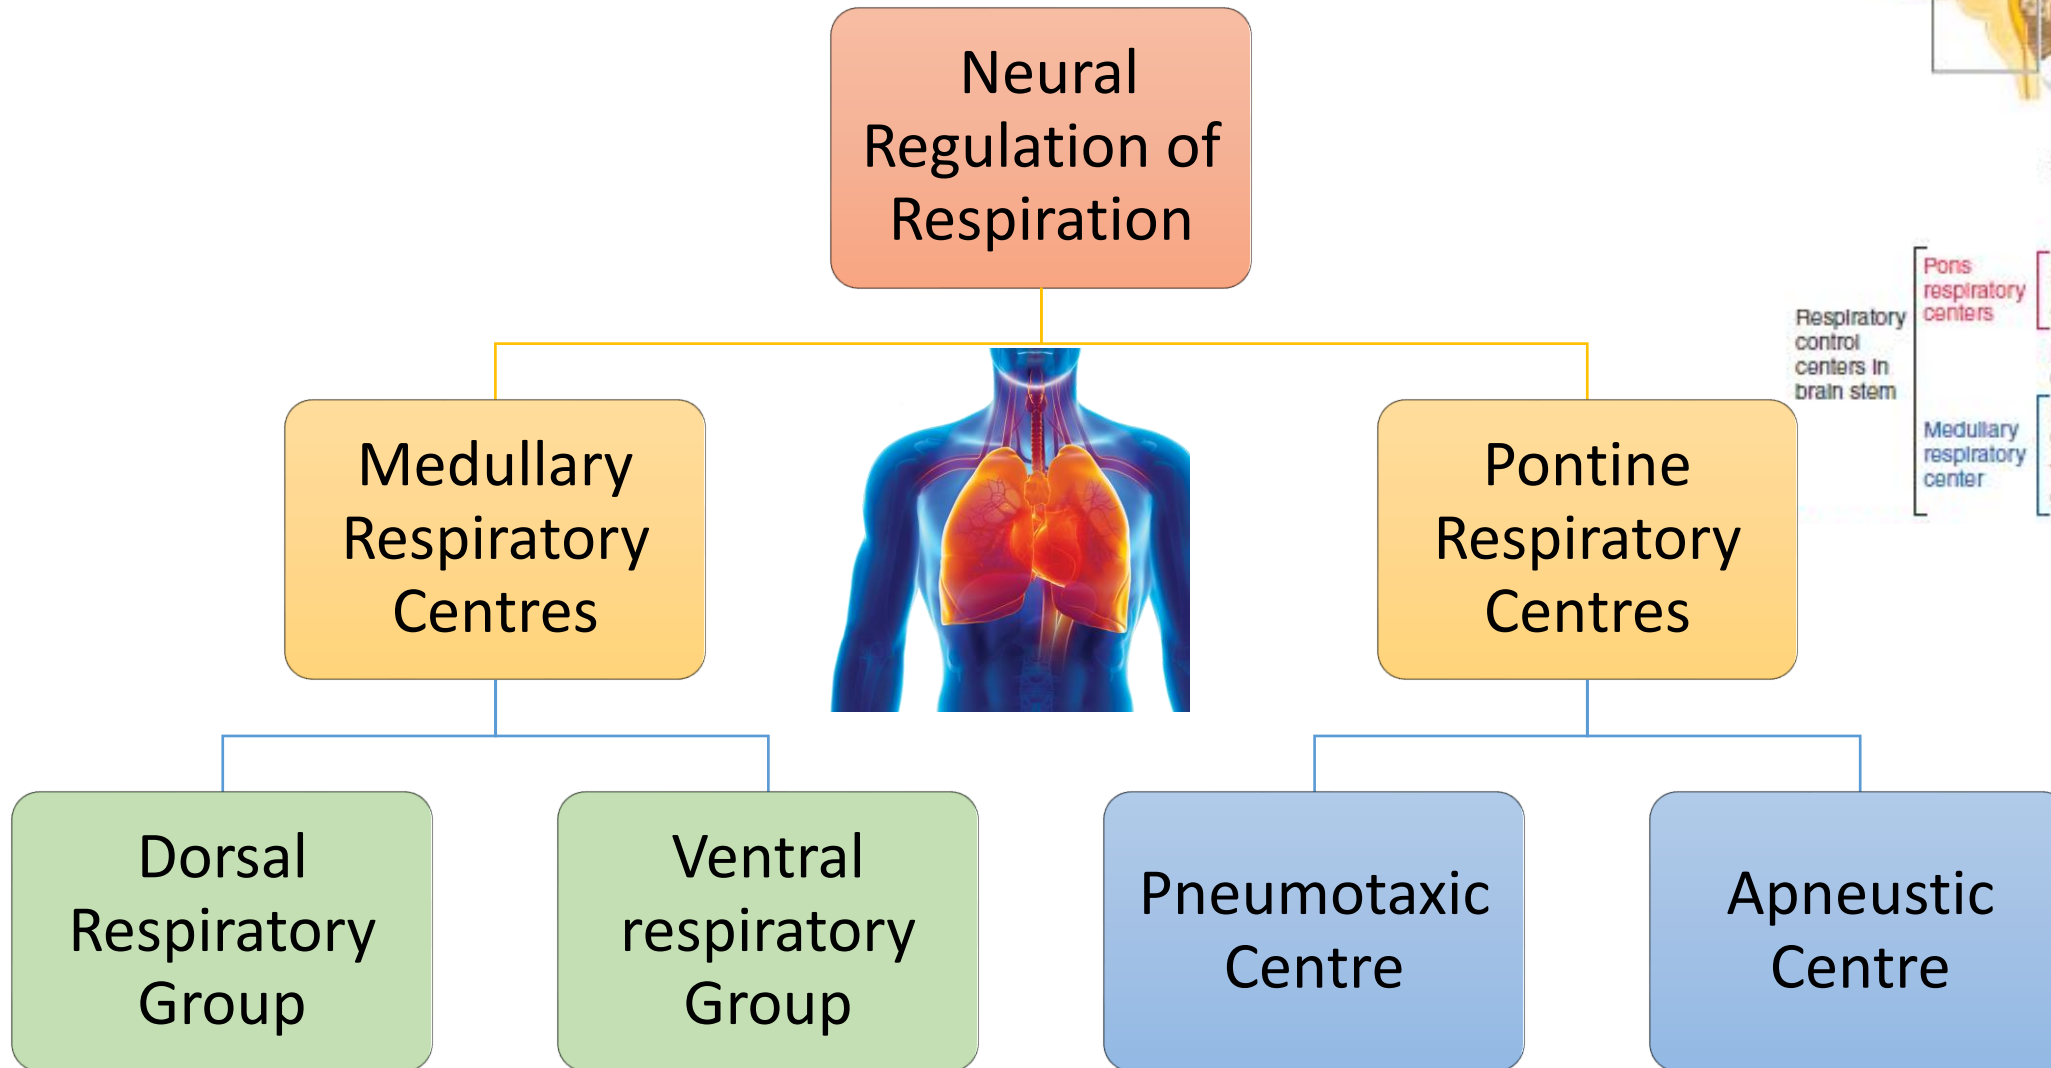 Neural
Regulation of
Respiration
Pons
respiratory
centers
Respiratory
control
centers in
brain stem
Medullary
respiratory
center
Medullary
Respiratory
Centres
Pontine
Respiratory
Centres
Dorsal
Respiratory
Group
Ventral
respiratory
Group
Pneumotaxic
Centre
Apneustic
Centre